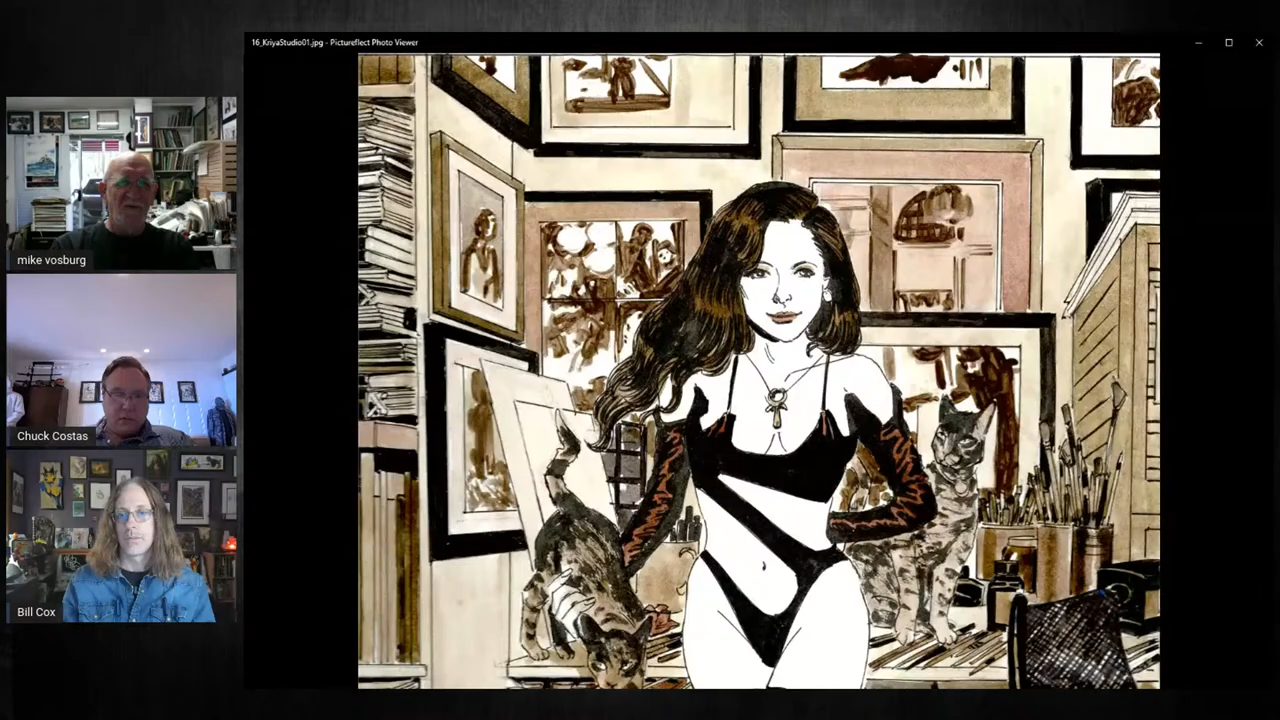 16_KriyaStudio01.jpg - Pictureflect Photo Viewer
mike vosburg
Chuck Costas
Bill Cox